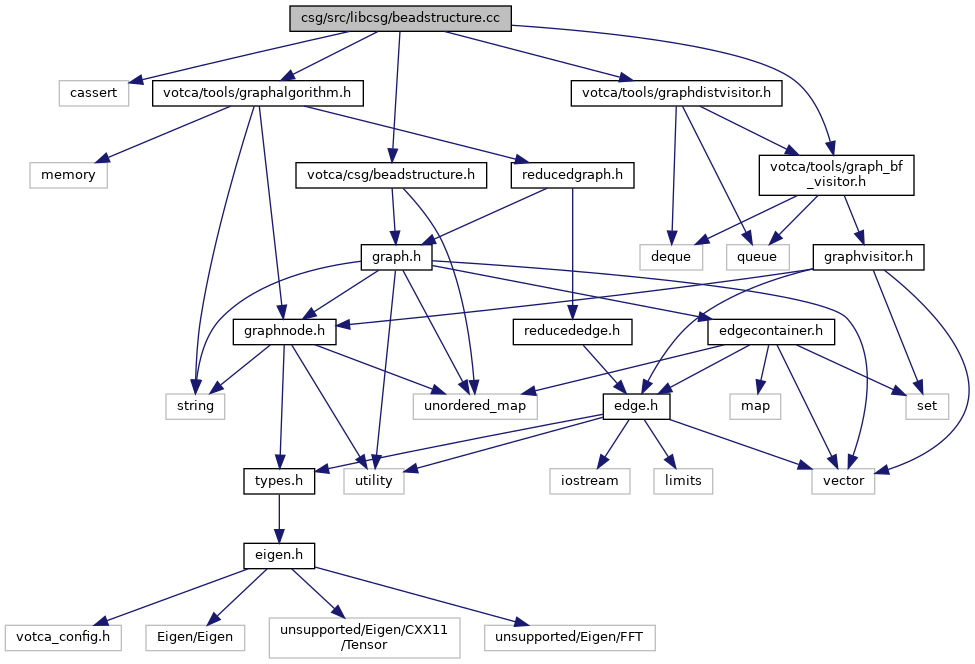 csg/src/libcsg/beadstructure.cc
cassert
votca/tools/graphalgorithm.h
votca/tools/graphdistvisitor.h
memory
votca/csg/beadstructure.h
reducedgraph.h
votca/tools/graph_bf
_visitor.h
graph.h
deque
queue
graphvisitor.h
graphnode.h
reducededge.h
edgecontainer.h
string
unordered_map
edge.h
map
set
types.h
utility
iostream
limits
vector
eigen.h
votca_config.h
Eigen/Eigen
unsupported/Eigen/CXX11
/Tensor
unsupported/Eigen/FFT